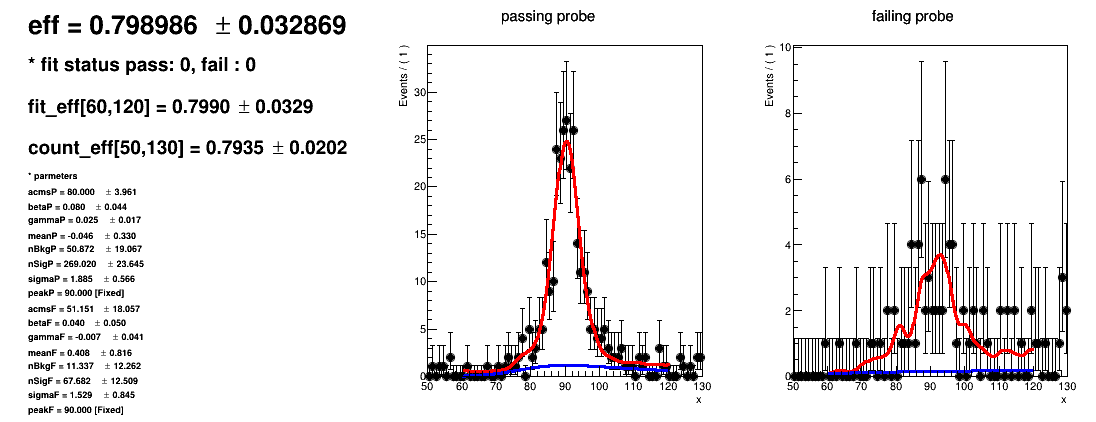 eff = 0.798986 ± 0.032869
* fit status pass: 0, fail : 0
fit_eff[60,120] = 0.7990 ± 0.0329
count_eff[50,130] = 0.7935 ± 0.0202
* parmeters
acmsP = 80.000 ± 3.961
betaP = 0.080 ± 0.044
gammaP = 0.025 ± 0.017
meanP = -0.046 ± 0.330
nBkgP = 50.872 ± 19.067
nSigP = 269.020 ± 23.645
sigmaP = 1.885 ± 0.566
peakP = 90.000 [Fixed]
acmsF = 51.151 ± 18.057
betaF = 0.040 ± 0.050
gammaF = -0.007 ± 0.041
meanF = 0.408 ± 0.816
nBkgF = 11.337 ± 12.262
nSigF = 67.682 ± 12.509
sigmaF = 1.529 ± 0.845
peakF = 90.000 [Fixed]
passing probe
Events / ( 1 )
30
25
20
15
10
5
0
50 60 70 80 90 100 110 120 130
x
failing probe
Events / ( 1 )
10
8
6
4
2
0
50 60 70 80 90 100 110 120 130
x